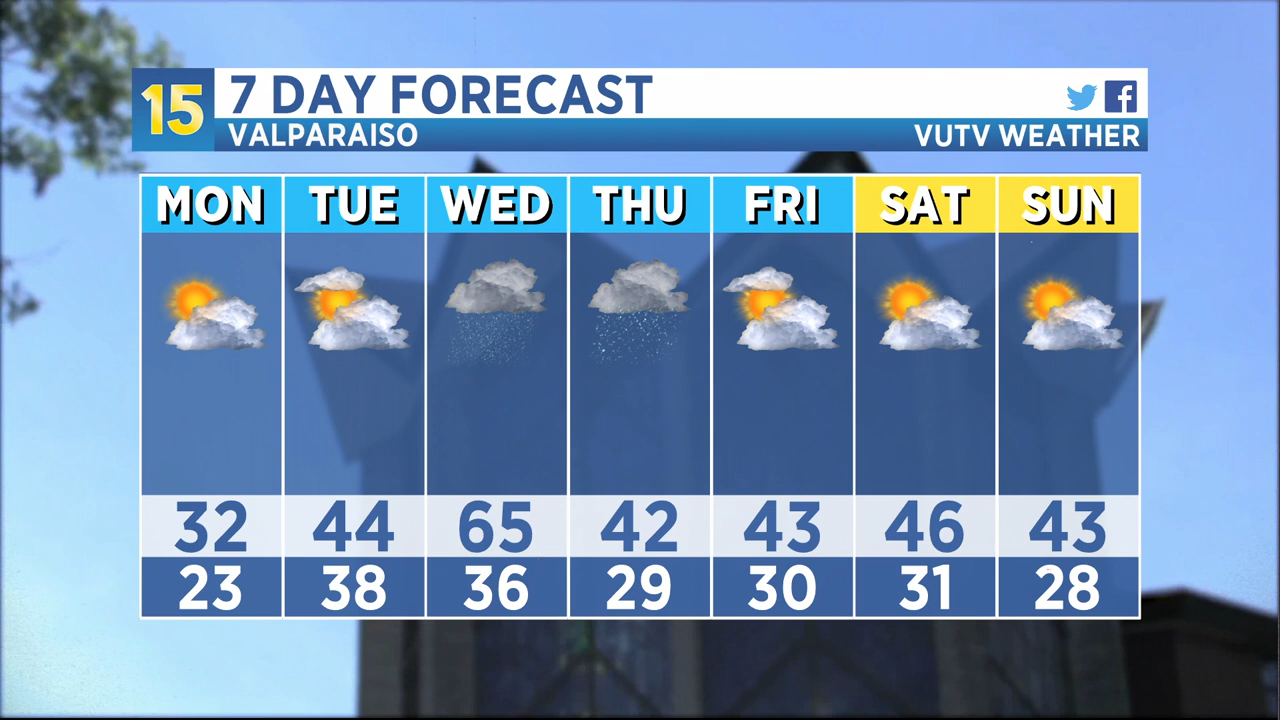 15
7 DAY FORECAST
VALPARAISO
VUTV WEATHER
MON TUE WED THU FRI SAT SUN
32 44 65 42 43 46 43
23 38 36 29 30 31 28